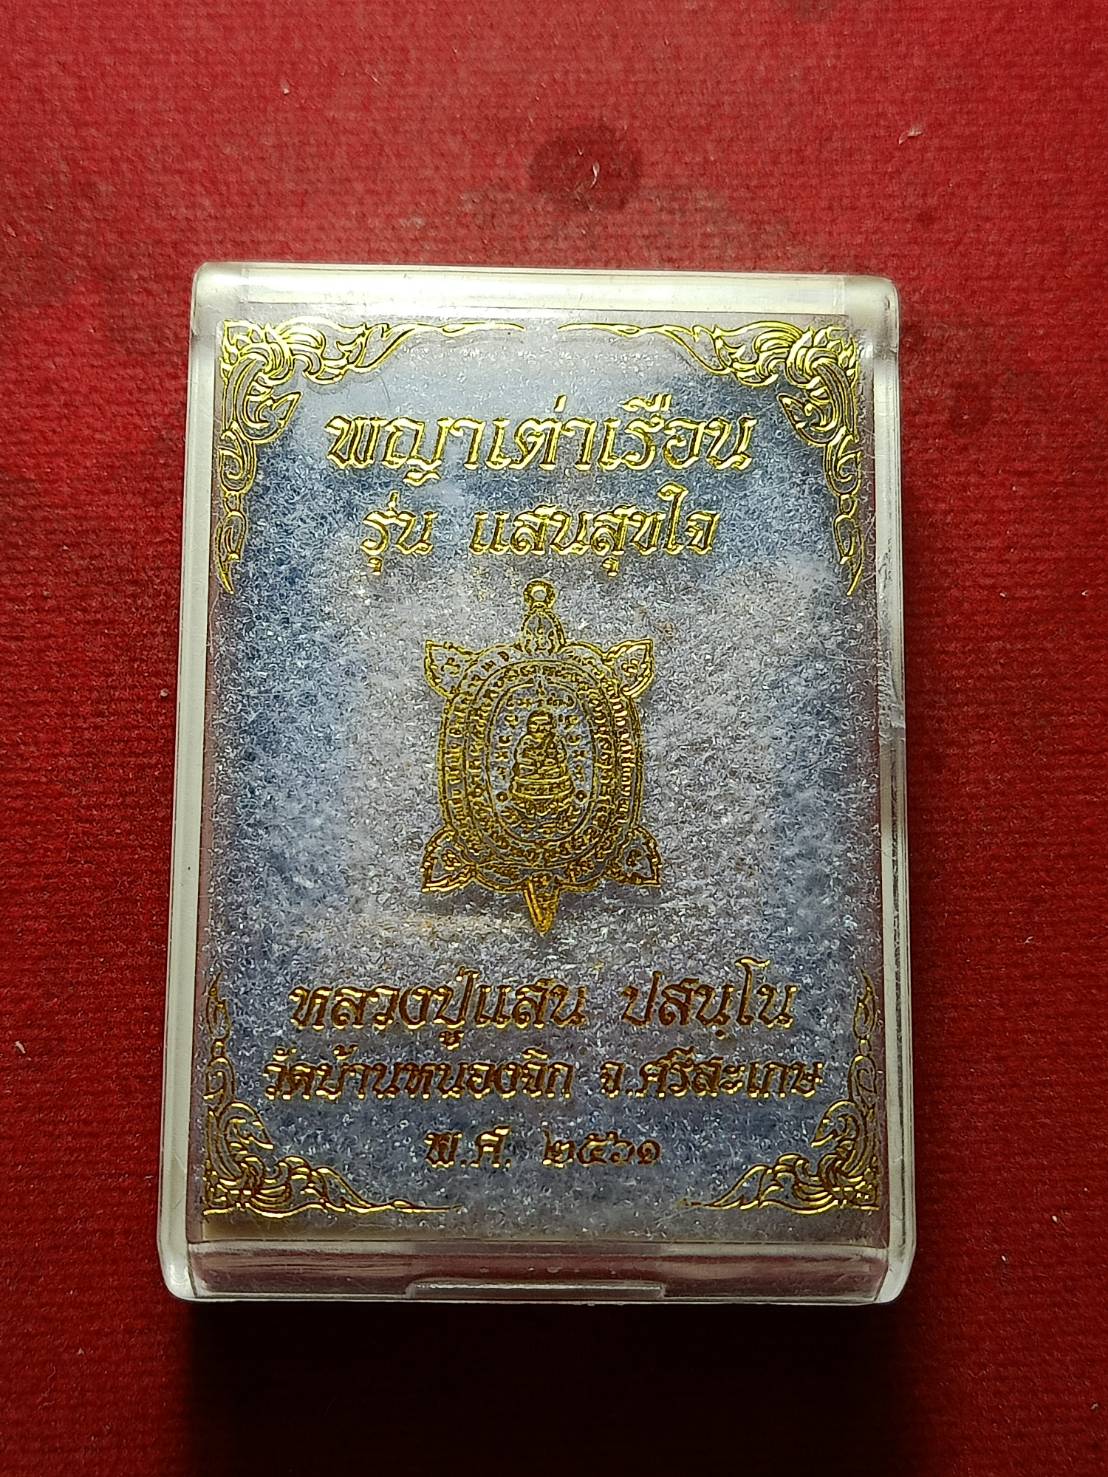 พญาเต่าเรือน
รุ่น แสนสุขใจ
หลวงปู่แสน ปสนฺโน
วัดบ้านหนองจิก จ.ศรีสะเกษ
พ.ศ. ๒๕๖๑